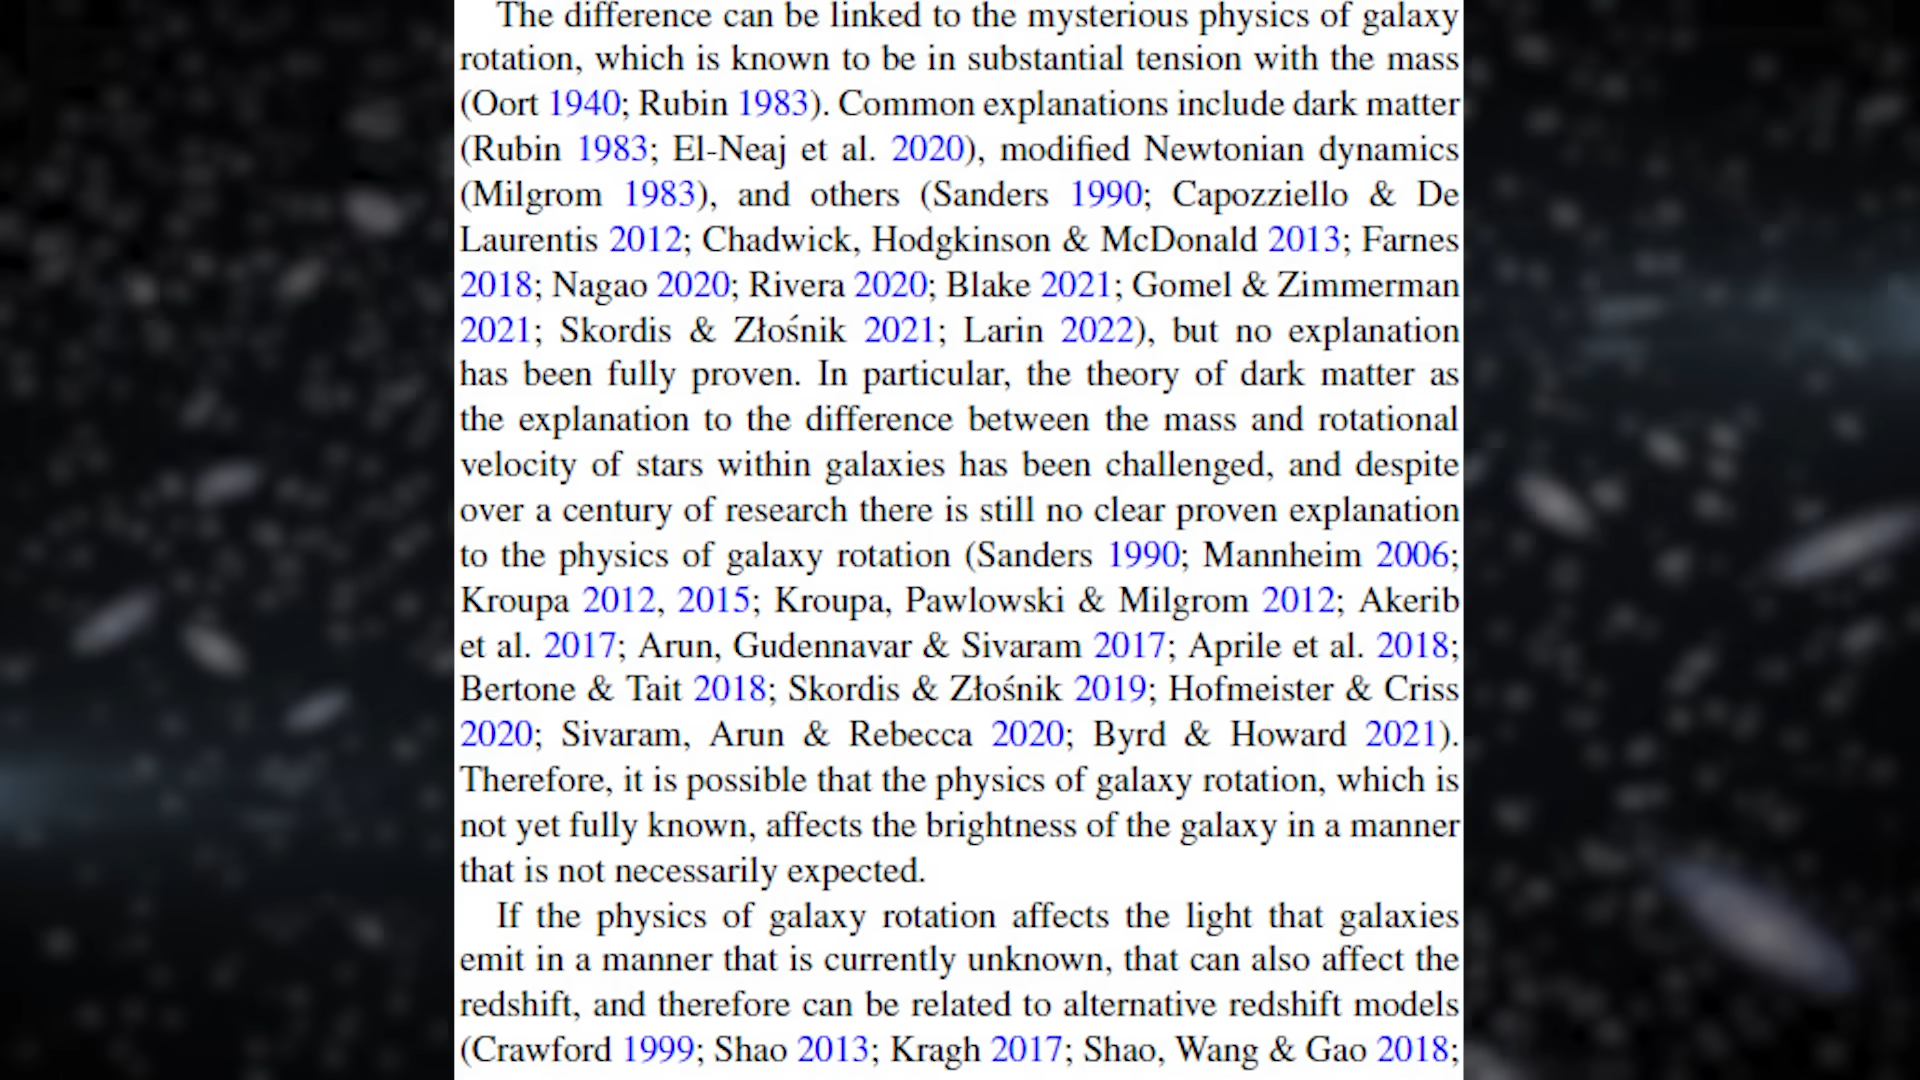 The difference can be linked to the mysterious physics of galaxy
rotation, which is known to be in substantial tension with the mass
(Oort 1940; Rubin 1983). Common explanations include dark matter
(Rubin 1983; El-Neaj et al. 2020), modified Newtonian dynamics
(Milgrom 1983), and others (Sanders 1990; Capozziello & De
Laurentis 2012; Chadwick, Hodgkinson & McDonald 2013; Farnes
2018; Nagao 2020; Rivera 2020; Blake 2021; Gomel & Zimmerman
2021; Skordis & Złośnik 2021; Larin 2022), but no explanation
has been fully proven. In particular, the theory of dark matter as
the explanation to the difference between the mass and rotational
velocity of stars within galaxies has been challenged, and despite
over a century of research there is still no clear proven explanation
to the physics of galaxy rotation (Sanders 1990; Mannheim 2006;
Kroupa 2012, 2015; Kroupa, Pawlowski & Milgrom 2012; Akerib
et al. 2017; Arun, Gudennavar & Sivaram 2017; Aprile et al. 2018;
Bertone & Tait 2018; Skordis & Złośnik 2019; Hofmeister & Criss
2020; Sivaram, Arun & Rebecca 2020; Byrd & Howard 2021).
Therefore, it is possible that the physics of galaxy rotation, which is
not yet fully known, affects the brightness of the galaxy in a manner
that is not necessarily expected.
If the physics of galaxy rotation affects the light that galaxies
emit in a manner that is currently unknown, that can also affect the
redshift, and therefore can be related to alternative redshift models
(Crawford 1999; Shao 2013; Kragh 2017; Shao, Wang & Gao 2018;